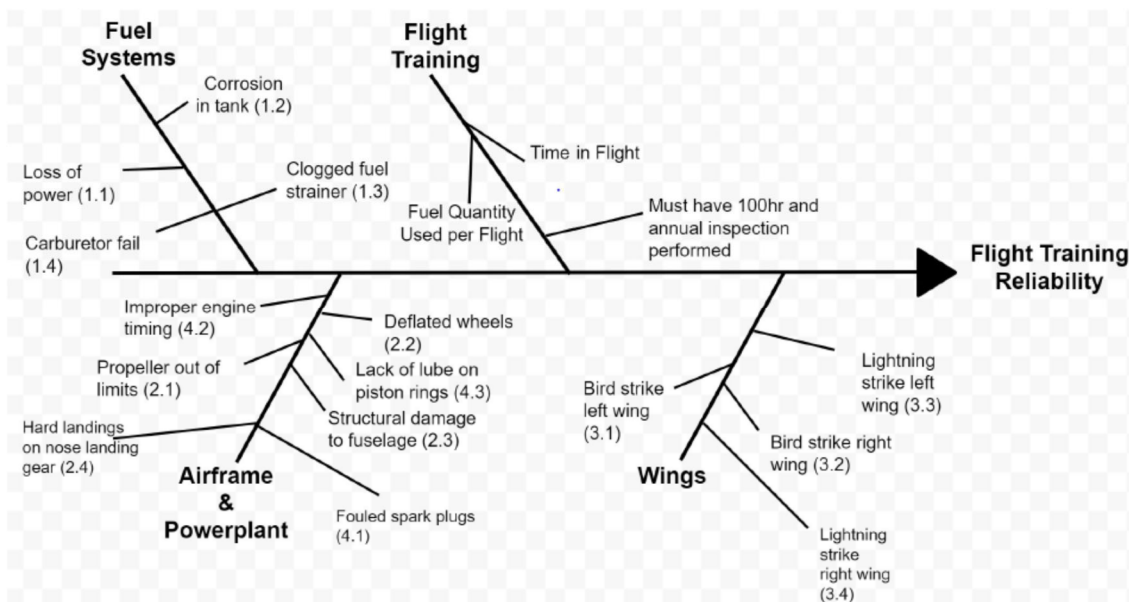 Fuel
Systems
Flight
Training
Corrosion
in tank (1.2)
Loss of
power (1.1)
Clogged fuel
strainer (1.3)
Carburetor fail
(1.4)
Time in Flight
Fuel Quantity
Used per Flight
Must have 100hr and
annual inspection
performed
Flight Training
Reliability
Improper engine
timing (4.2)
Deflated wheels
(2.2)
Propeller out of
limits (2.1)
Lack of lube on
piston rings (4.3)
Hard landings
on nose landing
gear (2.4)
Structural damage
to fuselage (2.3)
Airframe
&
Powerplant
Fouled spark plugs
(4.1)
Bird strike
left wing
(3.1)
Lightning
strike left
wing (3.3)
Bird strike right
wing (3.2)
Wings
Lightning
strike
right wing
(3.4)